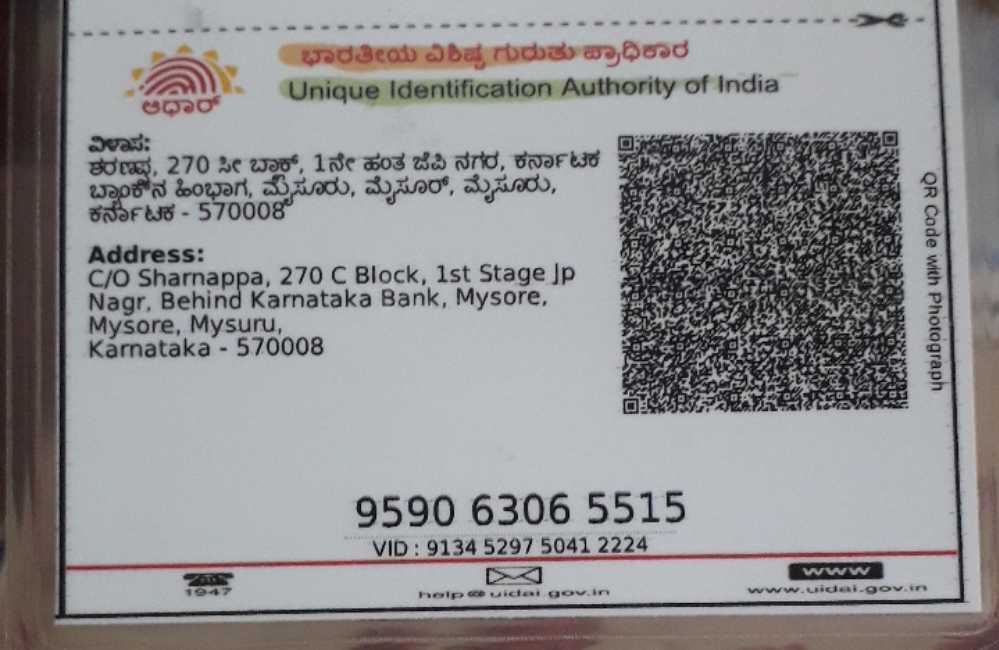 ಭಾರತೀಯ ವಿಶಿಷ್ಟ ಗುರುತು ಪ್ರಾಧಿಕಾರ
Unique Identification Authority of India
ಆಧಾರ್
ವಿಳಾಸ:
ಶರಣಪ್ಪ, 270 ಸೀ ಬ್ಲಾಕ್, 1ನೇ ಹಂತ ಜೆಪಿ ನಗರ, ಕರ್ನಾಟಕ
ಬ್ಯಾಂಕ್‌ನ ಹಿಂಭಾಗ, ಮೈಸೂರು, ಮೈಸೂರ್, ಮೈಸೂರು,
ಕರ್ನಾಟಕ - 570008
Address:
C/O Sharnappa, 270 C Block, 1st Stage Jp
Nagr, Behind Karnataka Bank, Mysore,
Mysore, Mysuru,
Karnataka - 570008
QR Code with Photograph
9590 6306 5515
VID : 9134 5297 5041 2224
1947
help@uidai.gov.in
www
www.uidai.gov.in